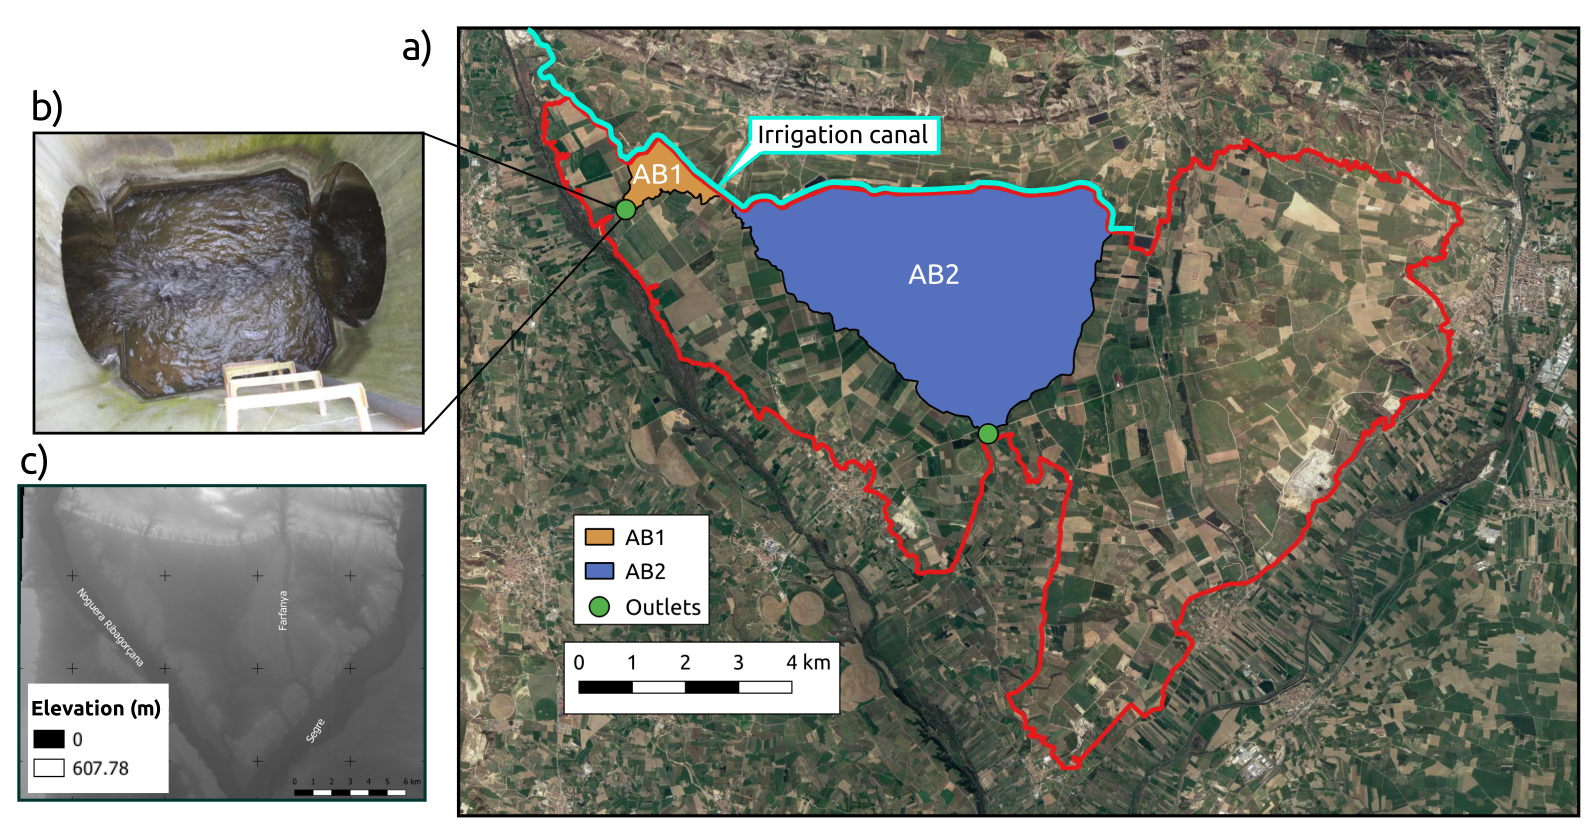 a)
b)
Irrigation canal
AB1
AB2
c)
AB1
AB2
Outlets
0 1 2 3 4 km
Noguera Ribagorçana
Farfanya
Segre
Elevation (m)
0
607.78
0 1 2 3 4 5 6 km